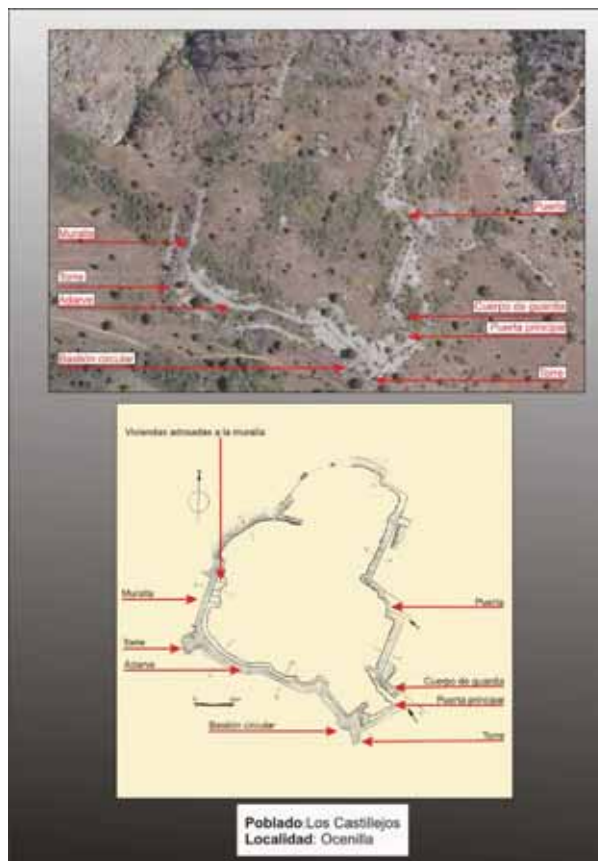 Muralla
Torre
Adarve
Bastión circular
Puerta
Cuerpo de guardia
Puerta principal
Torre
Viviendas adosadas a la muralla
Muralla
Torre
Adarve
Bastión circular
Puerta
Cuerpo de guardia
Puerta principal
Torre
Poblado:Los Castillejos
Localidad: Ocenilla